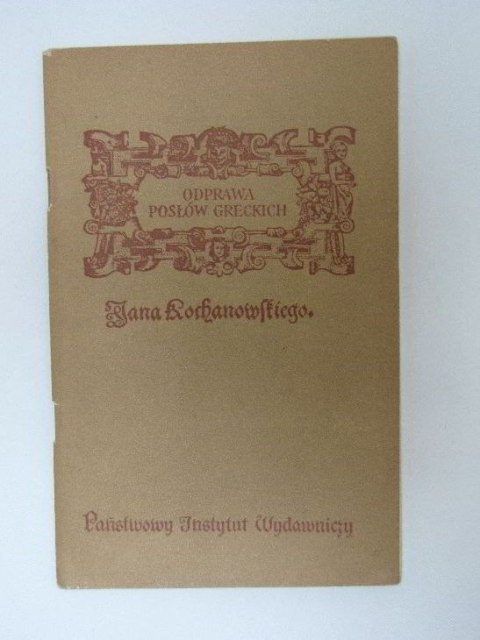 ODPRAWA
POSŁÓW GRECKICH
Jana Kochanowſkiego.
Państwowy Instytut Wydawniczy